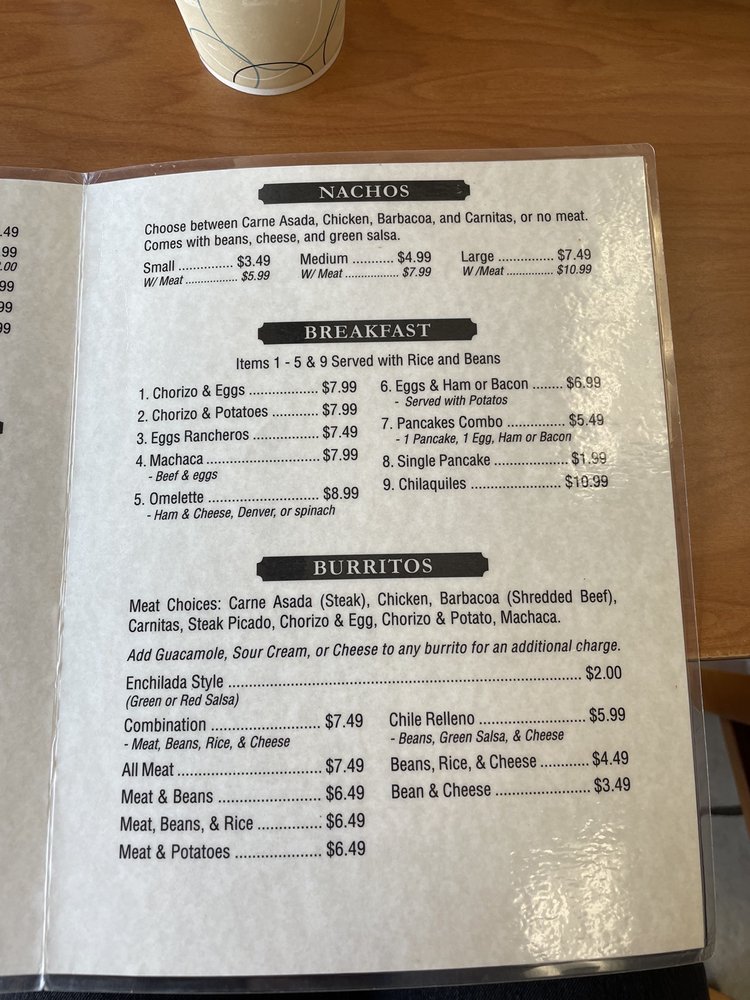 .49
.99
.00
.99
.99
.99
NACHOS
Choose between Carne Asada, Chicken, Barbacoa, and Carnitas, or no meat.
Comes with beans, cheese, and green salsa.
Small .............. $3.49
W/ Meat ................. $5.99
Medium ........... $4.99
W/ Meat ................. $7.99
Large ............... $7.49
W /Meat ............... $10.99
BREAKFAST
Items 1 - 5 & 9 Served with Rice and Beans
1. Chorizo & Eggs ................. $7.99
2. Chorizo & Potatoes ............ $7.99
3. Eggs Rancheros ................. $7.49
4. Machaca ............................ $7.99
- Beef & eggs
5. Omelette ............................ $8.99
- Ham & Cheese, Denver, or spinach
6. Eggs & Ham or Bacon ........ $6.99
- Served with Potatos
7. Pancakes Combo ............... $5.49
- 1 Pancake, 1 Egg, Ham or Bacon
8. Single Pancake ................... $1.99
9. Chilaquiles ....................... $10.99
BURRITOS
Meat Choices: Carne Asada (Steak), Chicken, Barbacoa (Shredded Beef),
Carnitas, Steak Picado, Chorizo & Egg, Chorizo & Potato, Machaca.
Add Guacamole, Sour Cream, or Cheese to any burrito for an additional charge.
Enchilada Style ........................................................................ $2.00
(Green or Red Salsa)
Combination ........................ $7.49
- Meat, Beans, Rice, & Cheese
All Meat ................................ $7.49
Meat & Beans ....................... $6.49
Meat, Beans, & Rice .............. $6.49
Meat & Potatoes ................... $6.49
Chile Relleno ........................ $5.99
- Beans, Green Salsa, & Cheese
Beans, Rice, & Cheese ........... $4.49
Bean & Cheese ..................... $3.49